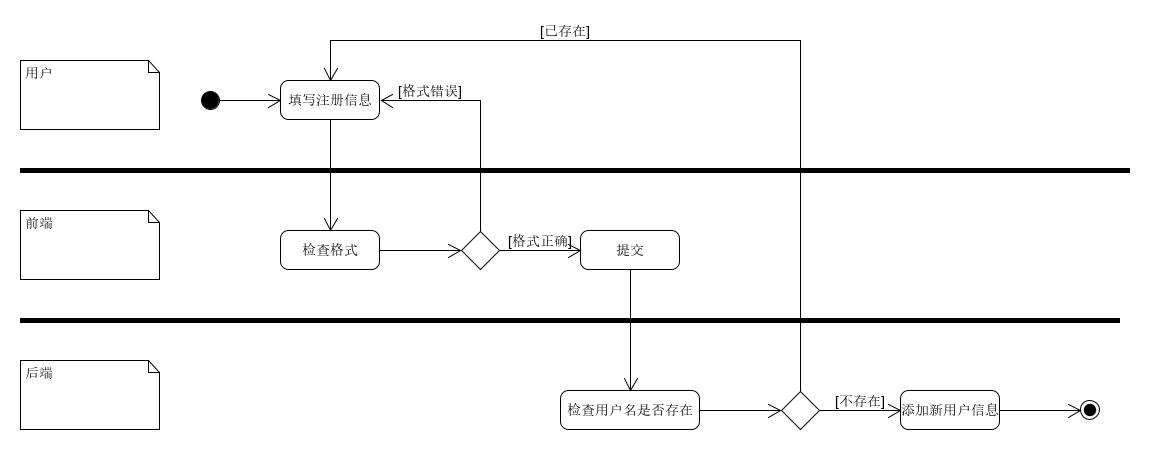 [已存在]
用户
填写注册信息
[格式错误]
前端
检查格式
[格式正确]
提交
后端
检查用户名是否存在
[不存在]
添加新用户信息